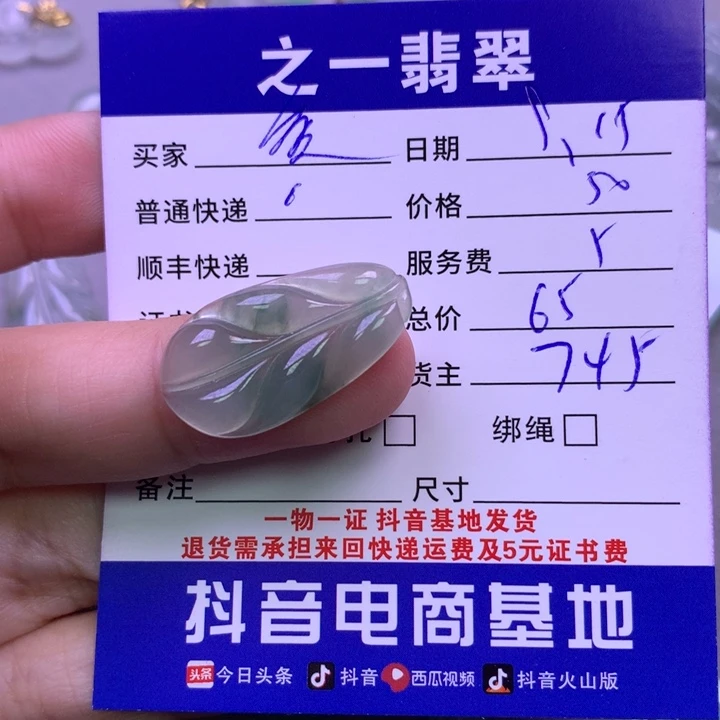 之一翡翠
买家 日期 5,15
普通快递 6 价格 50
顺丰快递 服务费 5
总价 65
货主 745
孔 绑绳
备注 尺寸
一物一证 抖音基地发货
退货需承担来回快递运费及5元证书费
抖音电商基地
头条 今日头条 抖音 西瓜视频 抖音火山版